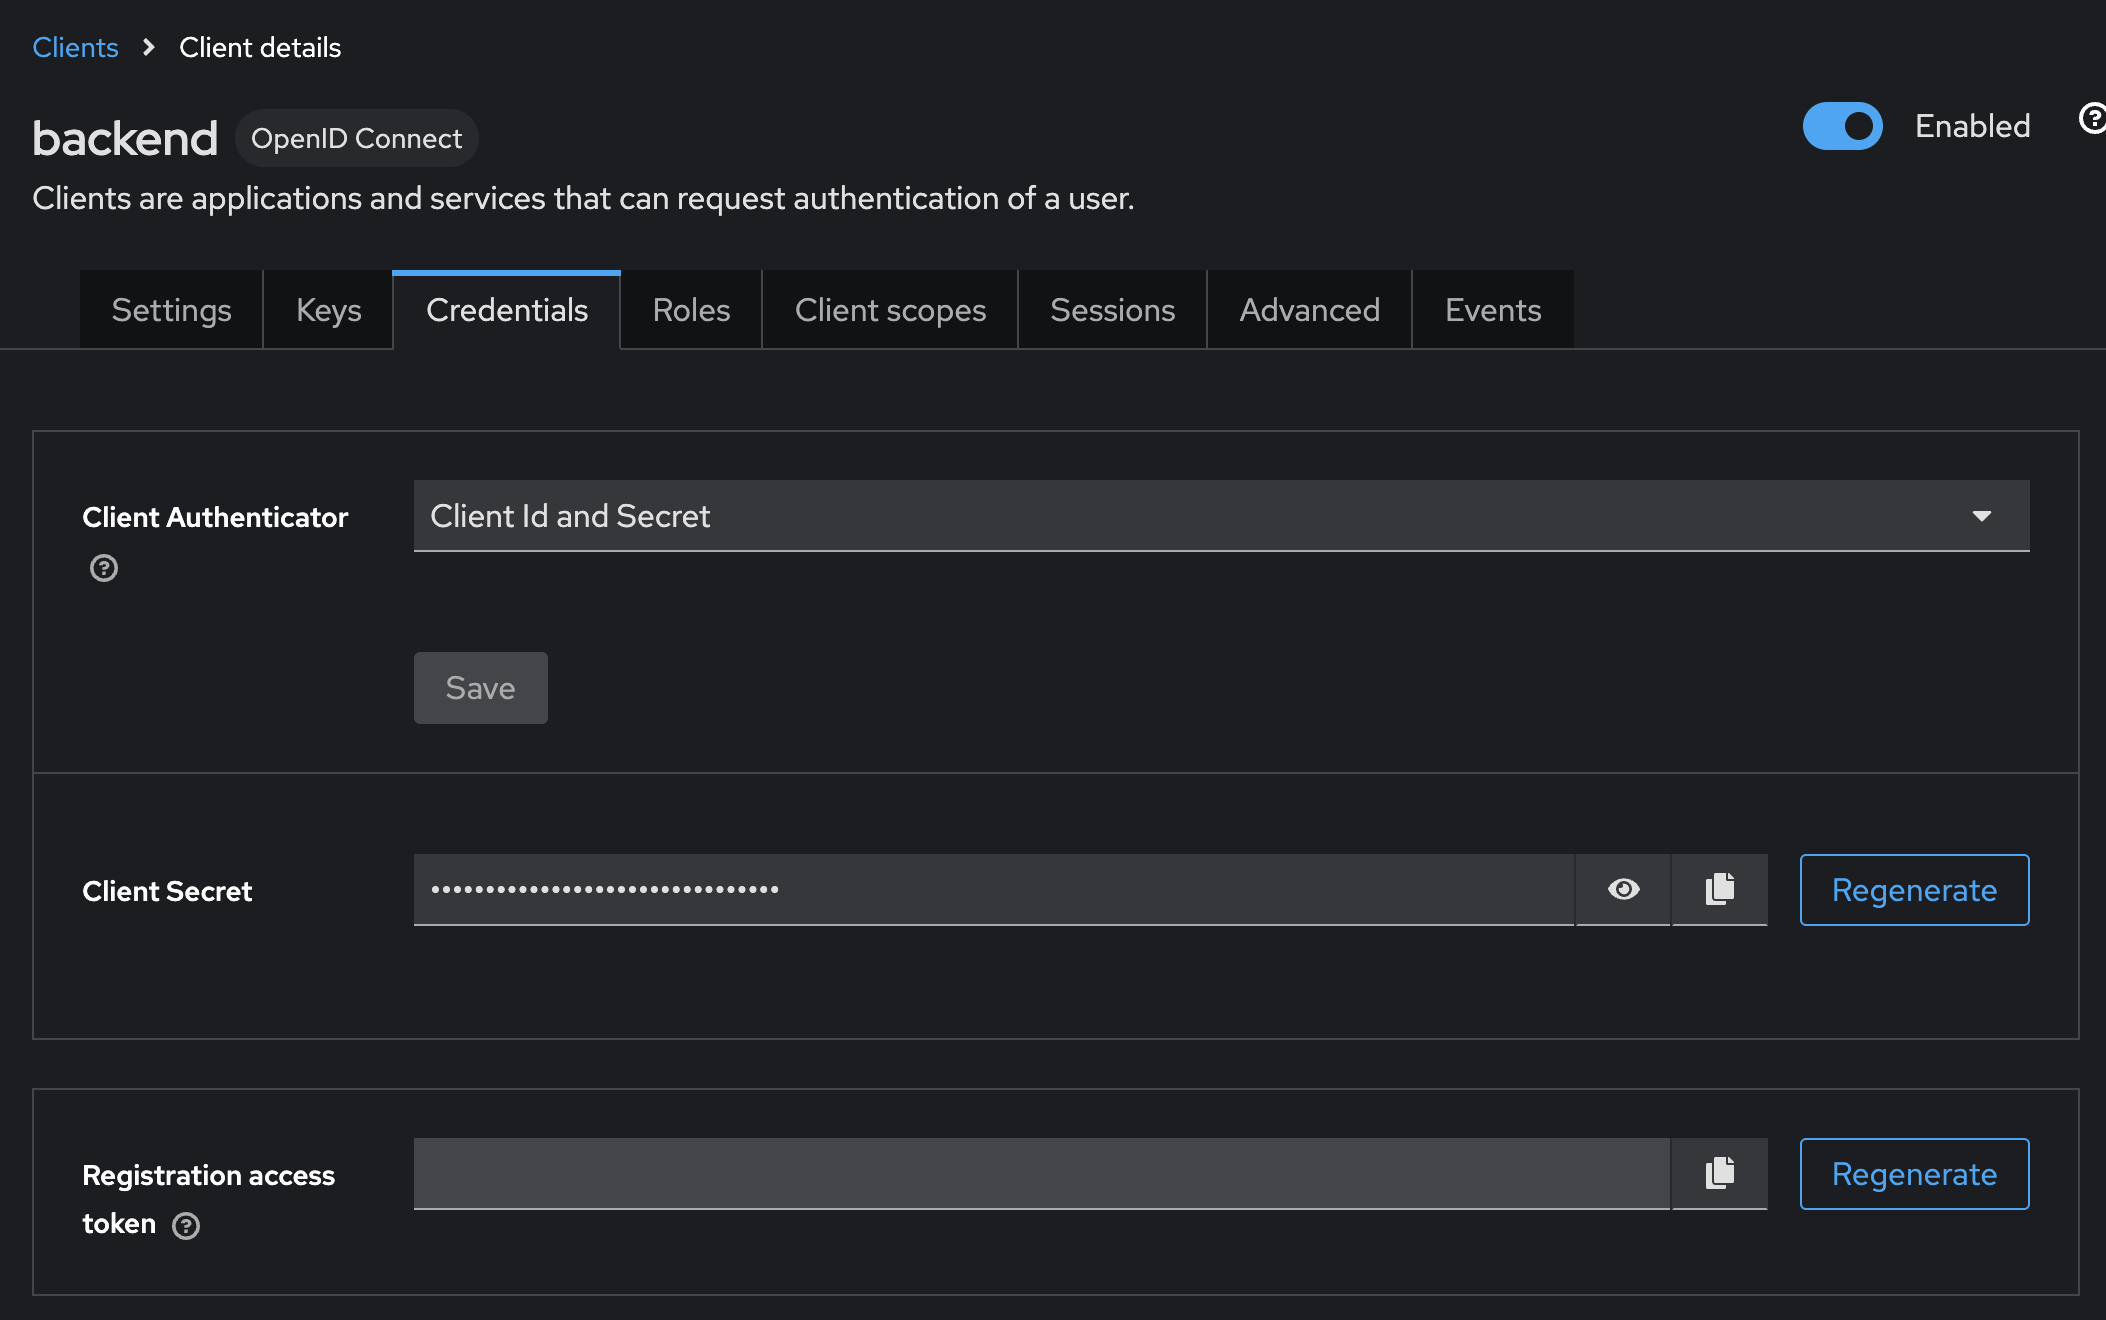 Clients > Client details
backend OpenID Connect
Enabled
Clients are applications and services that can request authentication of a user.
Settings Keys Credentials Roles Client scopes Sessions Advanced Events
Client Authenticator
Client Id and Secret
Save
Client Secret
••••••••••••••••••••••••••••••••
Regenerate
Registration access
token
Regenerate